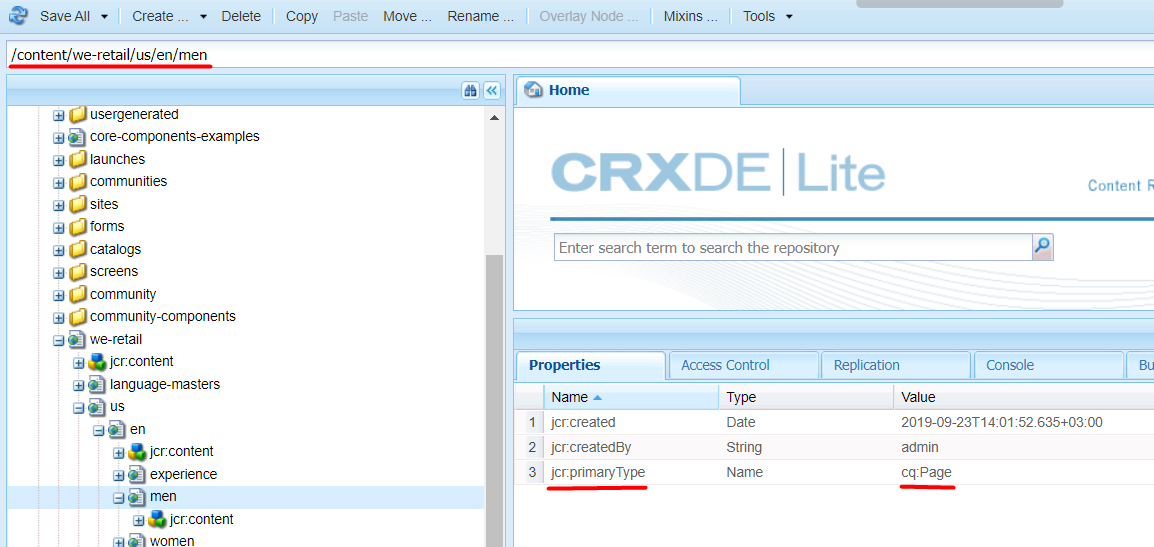 Save All Create ... Delete Copy Paste Move ... Rename ... Overlay Node ... Mixins ... Tools
/content/we-retail/us/en/men
usergenerated
core-components-examples
launches
communities
sites
forms
catalogs
screens
community
community-components
we-retail
jcr:content
language-masters
us
en
jcr:content
experience
men
jcr:content
women
Home
CRXDE Lite
Content R
Enter search term to search the repository
Properties Access Control Replication Console Bu
Name Type Value
1 jcr:created Date 2019-09-23T14:01:52.635+03:00
2 jcr:createdBy String admin
3 jcr:primaryType Name cq:Page